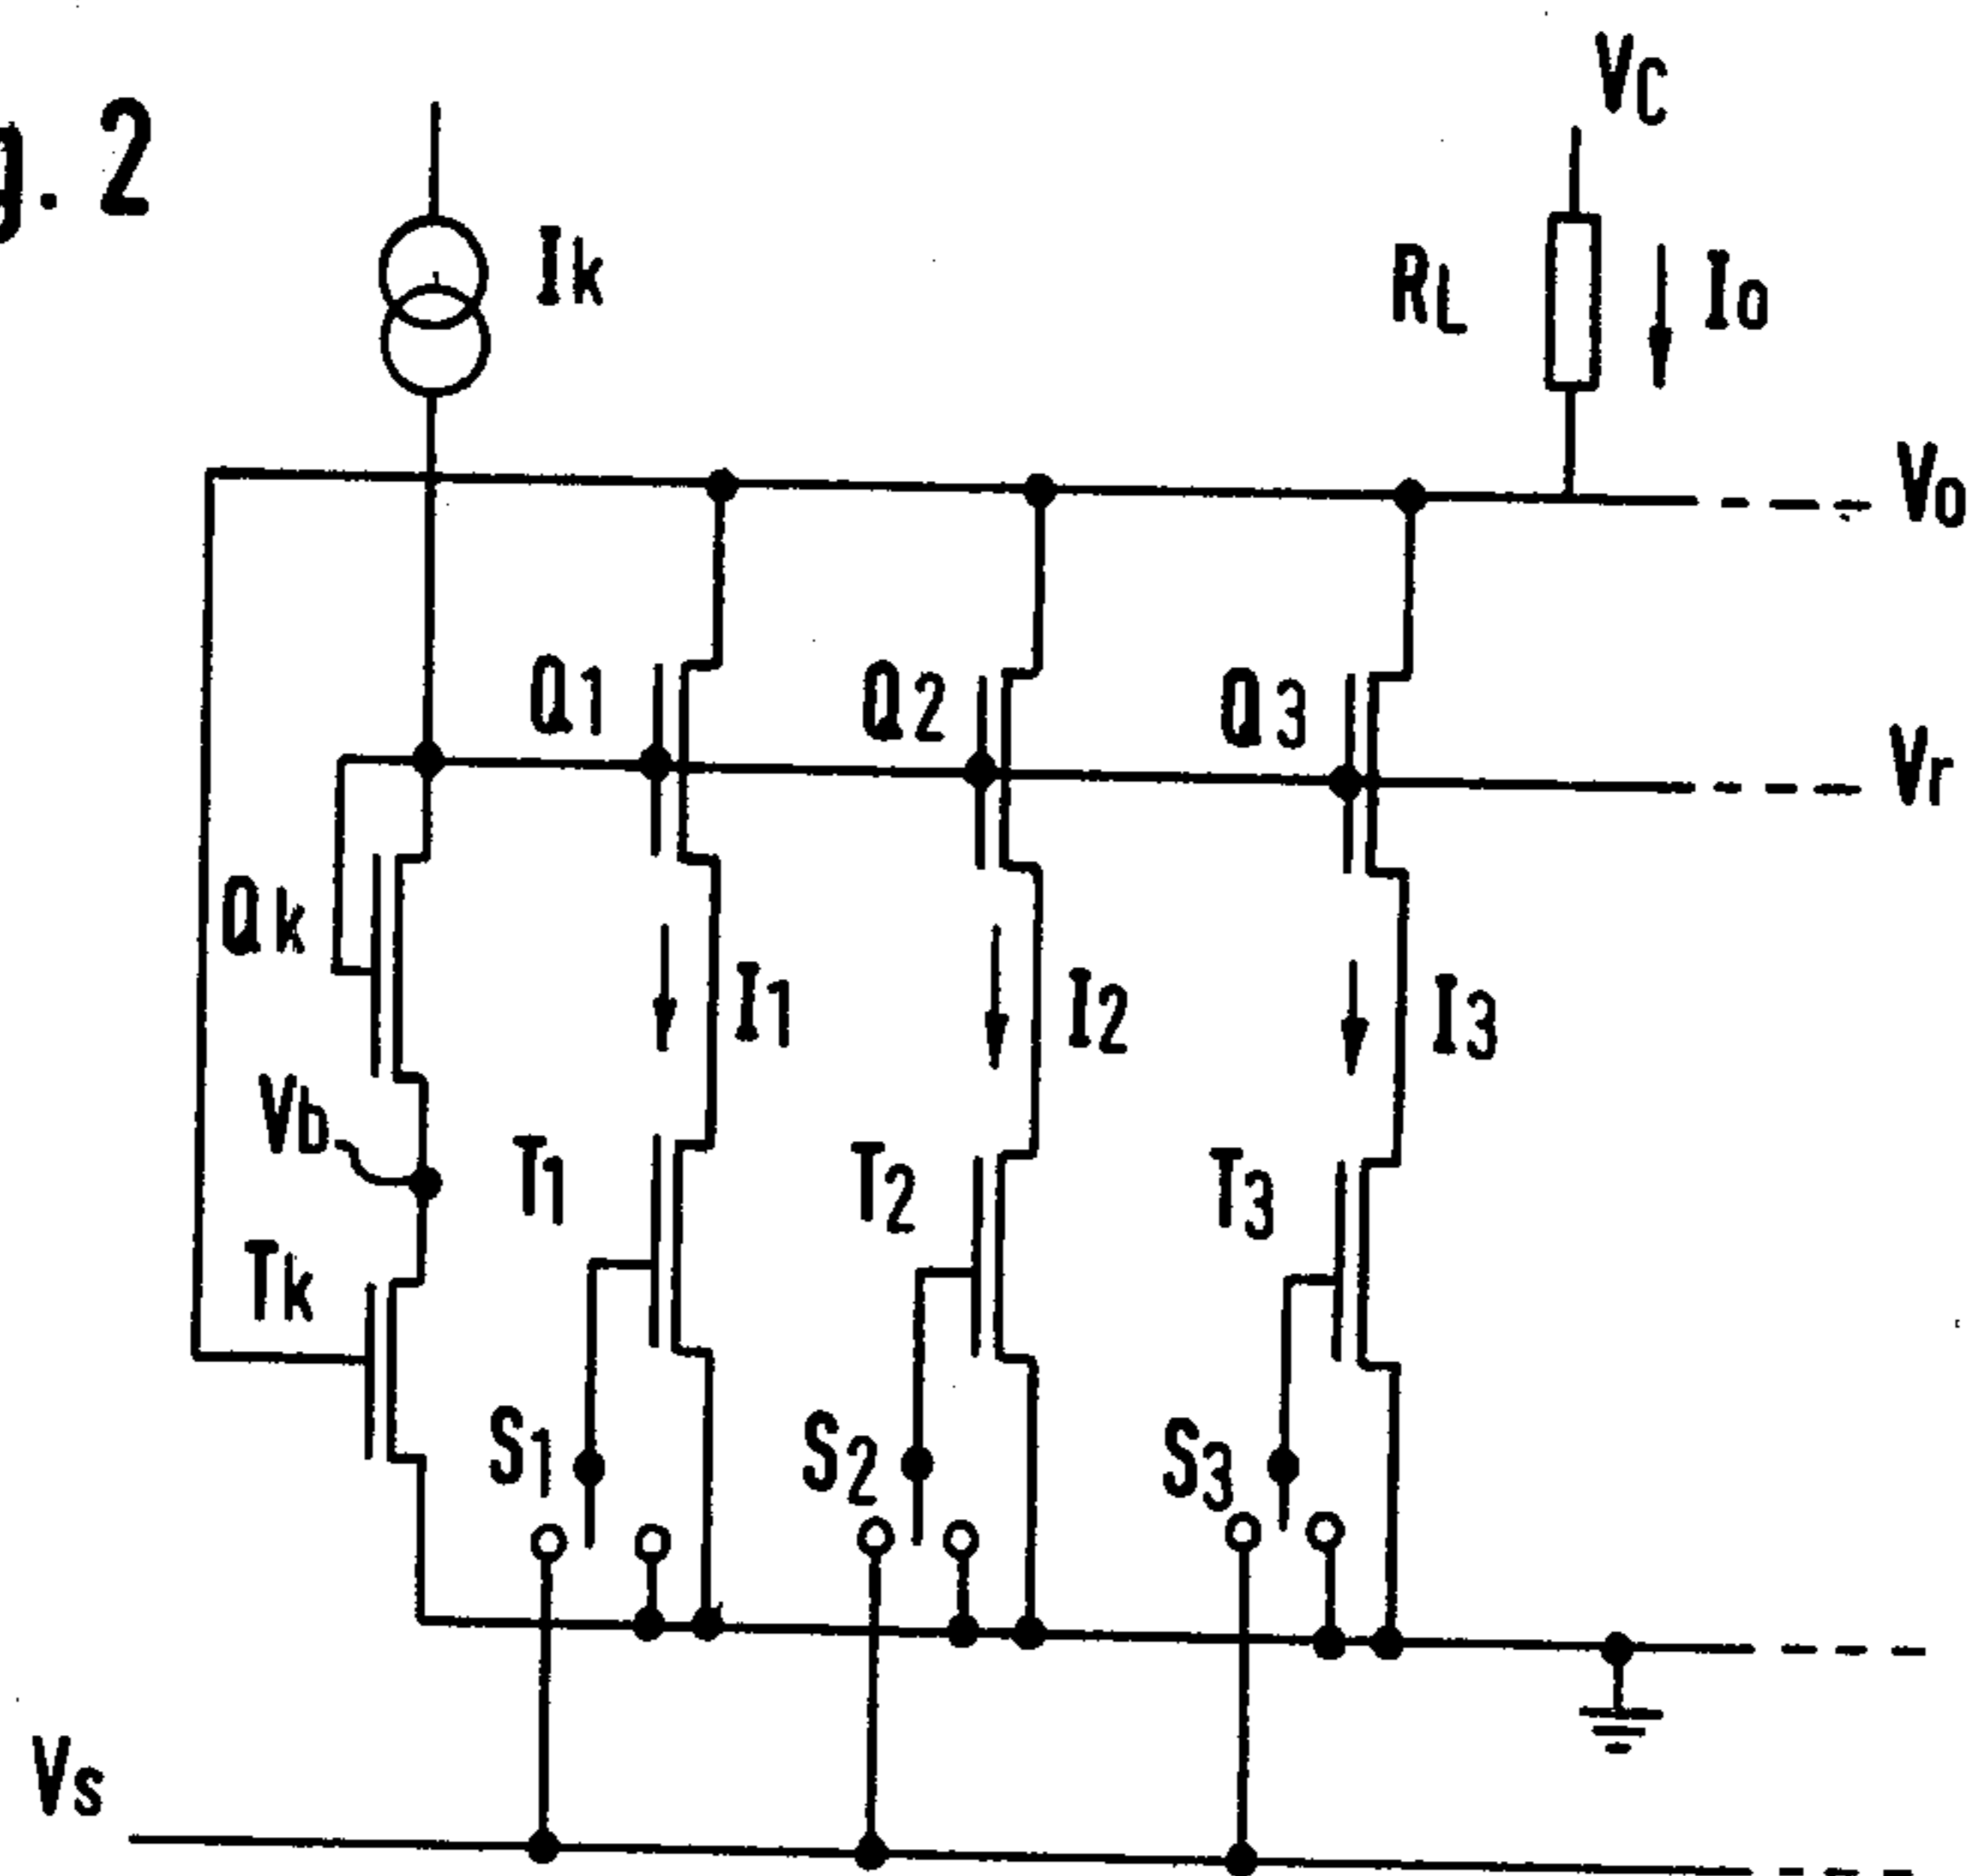 g. 2
VC
Ik
RL
Io
Vo
Q1
Q2
Q3
Vr
Qk
I1
I2
I3
Vb
T1
T2
T3
Tk
S1
S2
S3
Vs